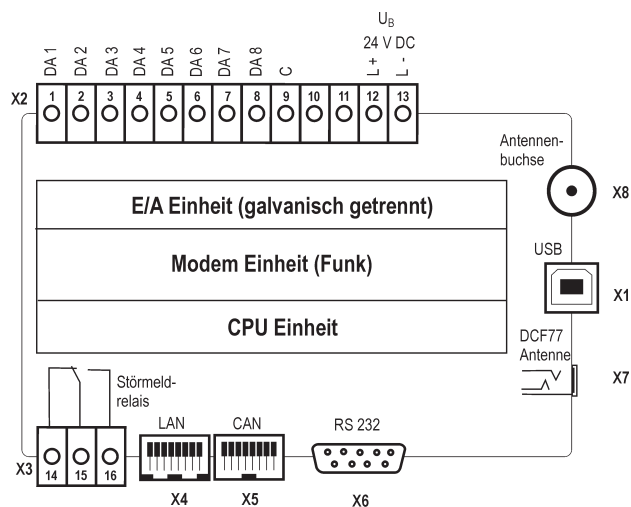 U_B
24 V DC
DA 1 DA 2 DA 3 DA 4 DA 5 DA 6 DA 7 DA 8 C L + L -
X2 1 2 3 4 5 6 7 8 9 10 11 12 13
Antennen-
buchse
X8
E/A Einheit (galvanisch getrennt)
Modem Einheit (Funk)
CPU Einheit
USB
X1
DCF77
Antenne
X7
Störmeld-
relais
LAN CAN RS 232
X3 14 15 16
X4 X5 X6